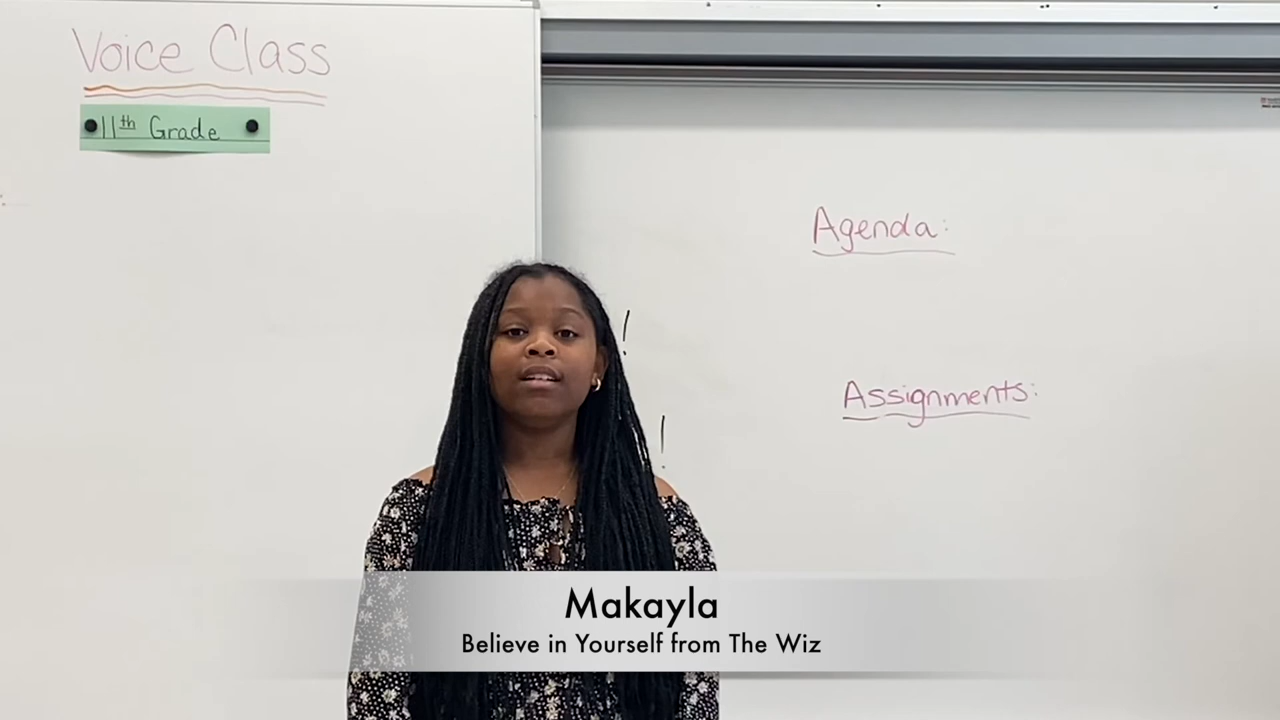 Voice Class
11th Grade
Agenda:
!
Assignments:
!
Makayla
Believe in Yourself from The Wiz